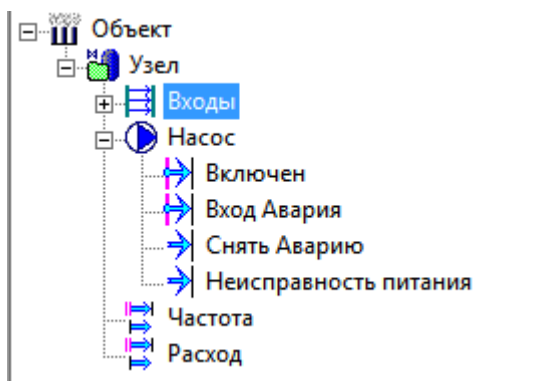 Объект
Узел
Входы
Насос
Включен
Вход Авария
Снять Аварию
Неисправность питания
Частота
Расход